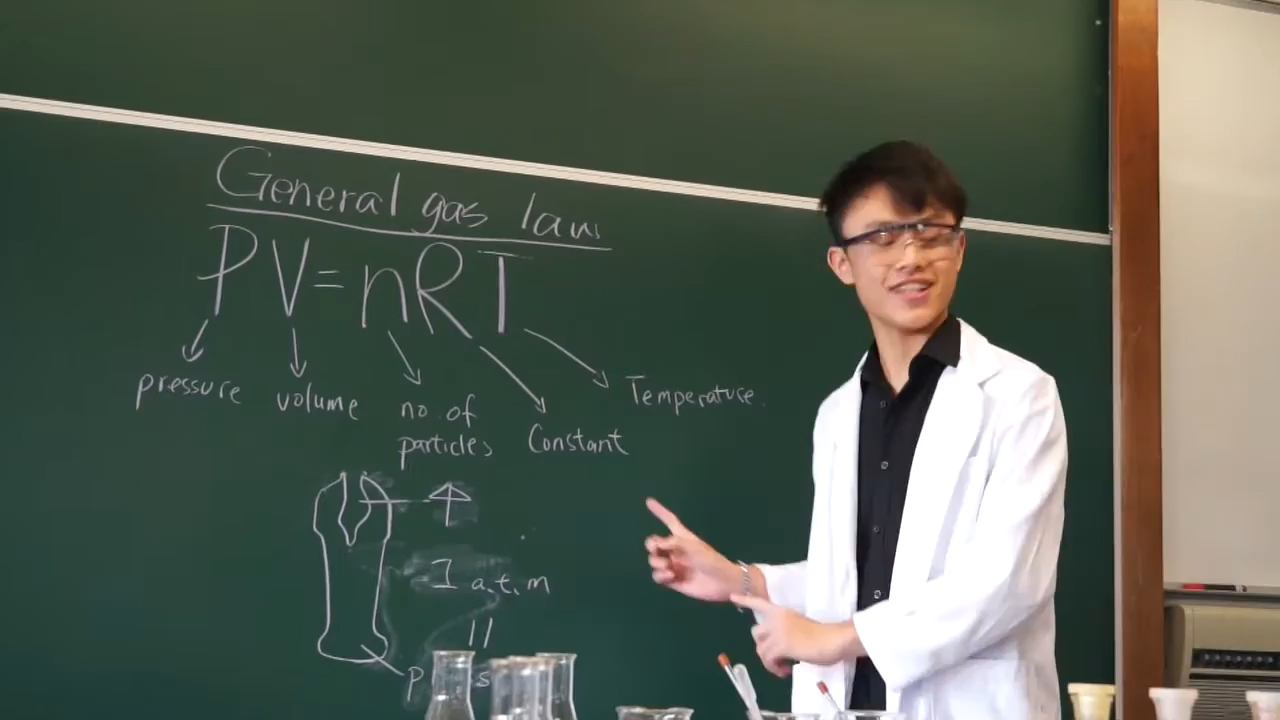 General gas law
PV=nRT
pressure
volume
no. of
particles
Constant
Temperature.
1 a.t.m